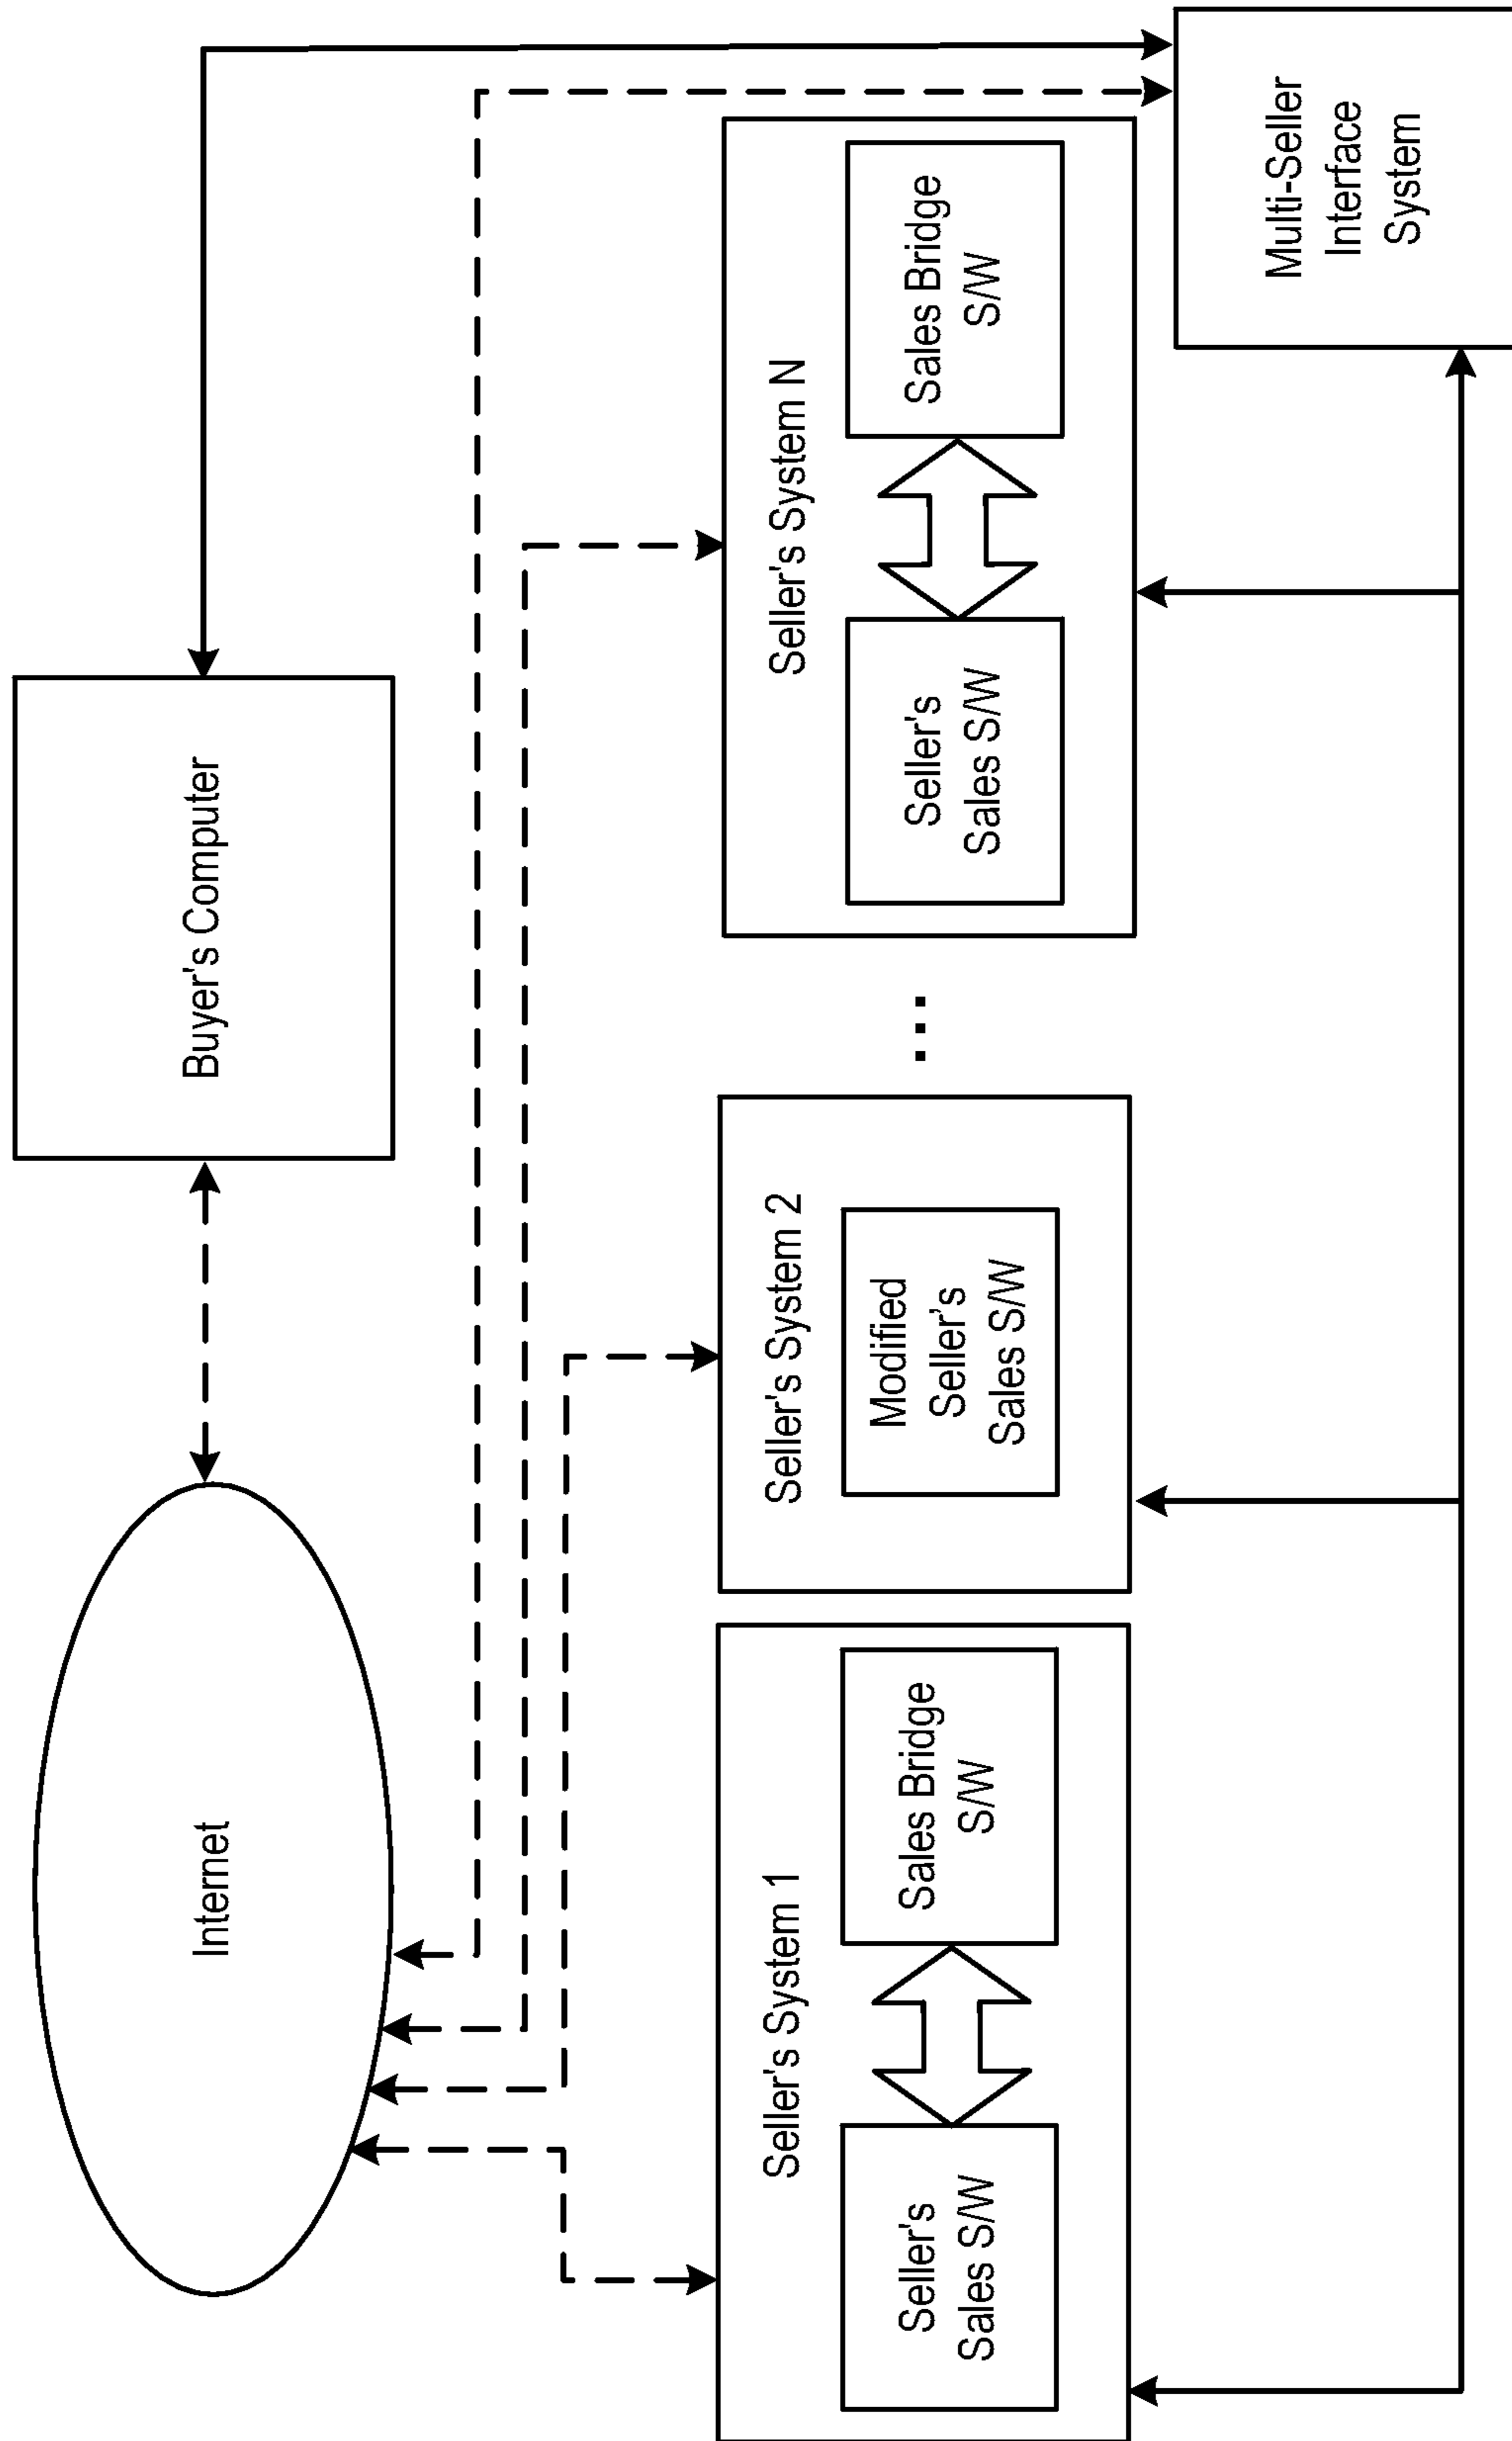 Internet
Buyer's Computer
Seller's System 1
Seller's
Sales S/W
Sales Bridge
S/W
Seller's System 2
Modified
Seller's
Sales S/W
...
Seller's System N
Seller's
Sales S/W
Sales Bridge
S/W
Multi-Seller
Interface
System